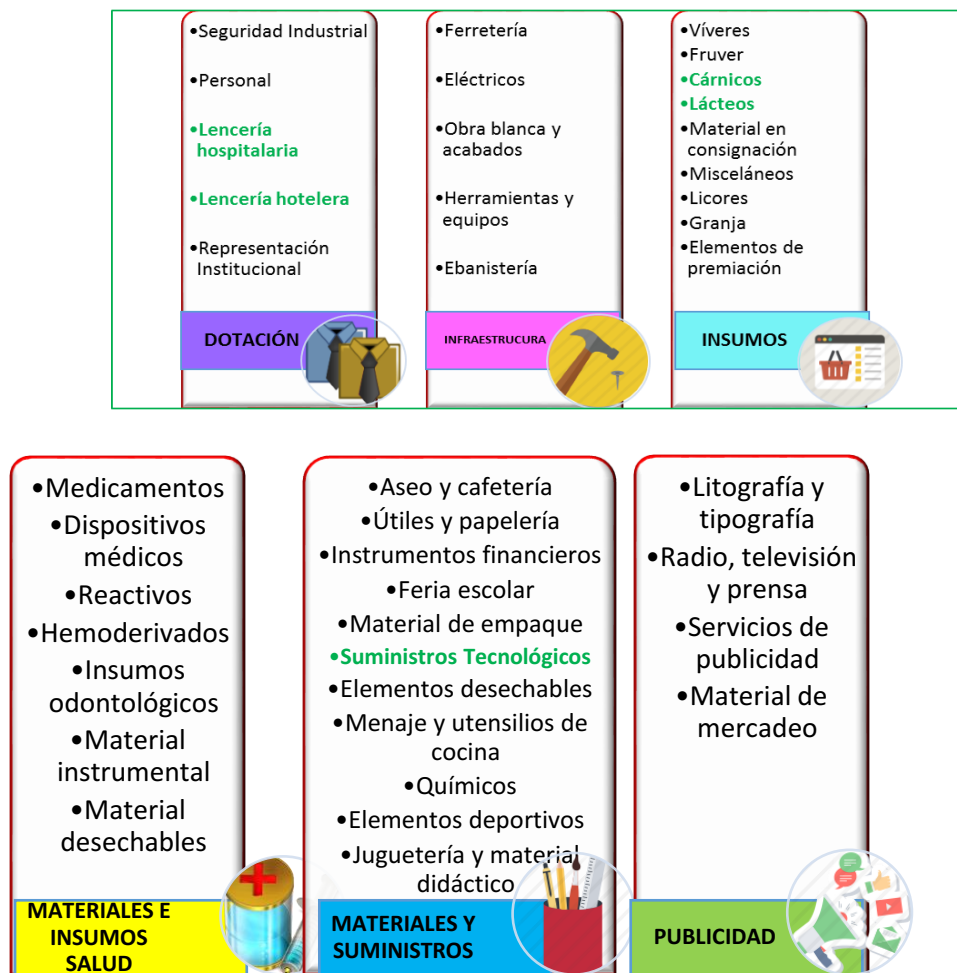 •Seguridad Industrial
•Personal
•Lencería
hospitalaria
•Lencería hotelera
•Representación
Institucional
DOTACIÓN
•Ferretería
•Eléctricos
•Obra blanca y
acabados
•Herramientas y
equipos
•Ebanistería
INFRAESTRUCURA
•Víveres
•Fruver
•Cárnicos
•Lácteos
•Material en
consignación
•Misceláneos
•Licores
•Granja
•Elementos de
premiación
INSUMOS
•Medicamentos
•Dispositivos
médicos
•Reactivos
•Hemoderivados
•Insumos
odontológicos
•Material
instrumental
•Material
desechables
MATERIALES E
INSUMOS
SALUD
•Aseo y cafetería
•Útiles y papelería
•Instrumentos financieros
•Feria escolar
•Material de empaque
•Suministros Tecnológicos
•Elementos desechables
•Menaje y utensilios de
cocina
•Químicos
•Elementos deportivos
•Juguetería y material
didáctico
MATERIALES Y
SUMINISTROS
•Litografía y
tipografía
•Radio, televisión
y prensa
•Servicios de
publicidad
•Material de
mercadeo
PUBLICIDAD